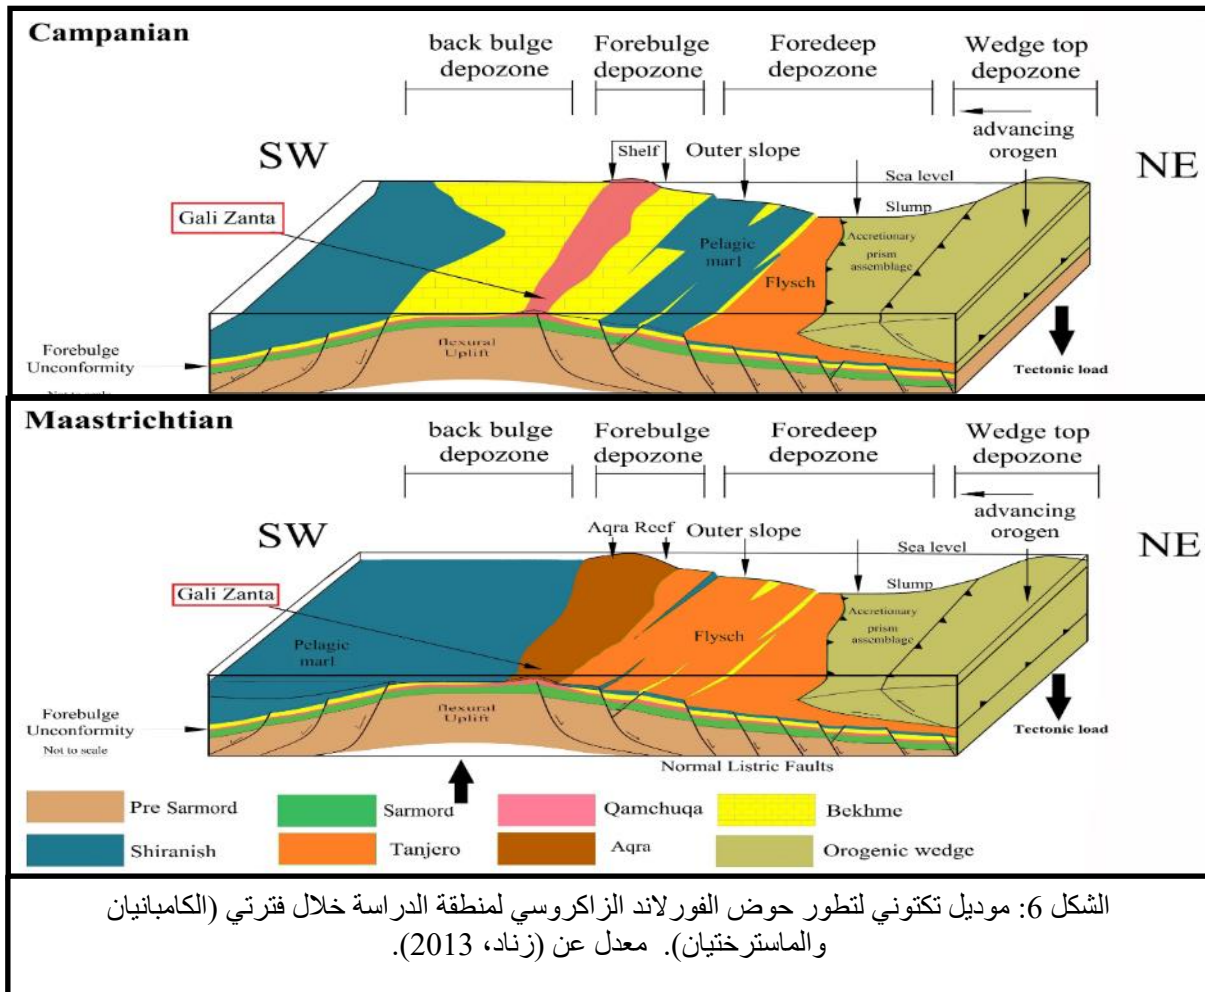 Campanian
back bulge
depozone
Forebulge
depozone
Foredeep
depozone
Wedge top
depozone
advancing
orogen
SW
NE
Shelf
Outer slope
Sea level
Slump
Gali Zanta
Pelagic
marl
Accretionary
prism
assemblage
Flysch
flexural
Uplift
Forebulge
Unconformity
Tectonic load
Maastrichtian
back bulge
depozone
Forebulge
depozone
Foredeep
depozone
Wedge top
depozone
advancing
orogen
SW
NE
Aqra Reef
Outer slope
Sea level
Slump
Gali Zanta
Pelagic
marl
Accretionary
prism
assemblage
Flysch
flexural
Uplift
Forebulge
Unconformity
Not to scale
Tectonic load
Normal Listric Faults
Pre Sarmord
Sarmord
Qamchuqa
Bekhme
Shiranish
Tanjero
Aqra
Orogenic wedge
الشكل 6: موديل تكتوني لتطور حوض الفورلاند الزاكروسي لمنطقة الدراسة خلال فترتي (الكامبانيان
والماسترختيان). معدل عن (زناد، 2013).